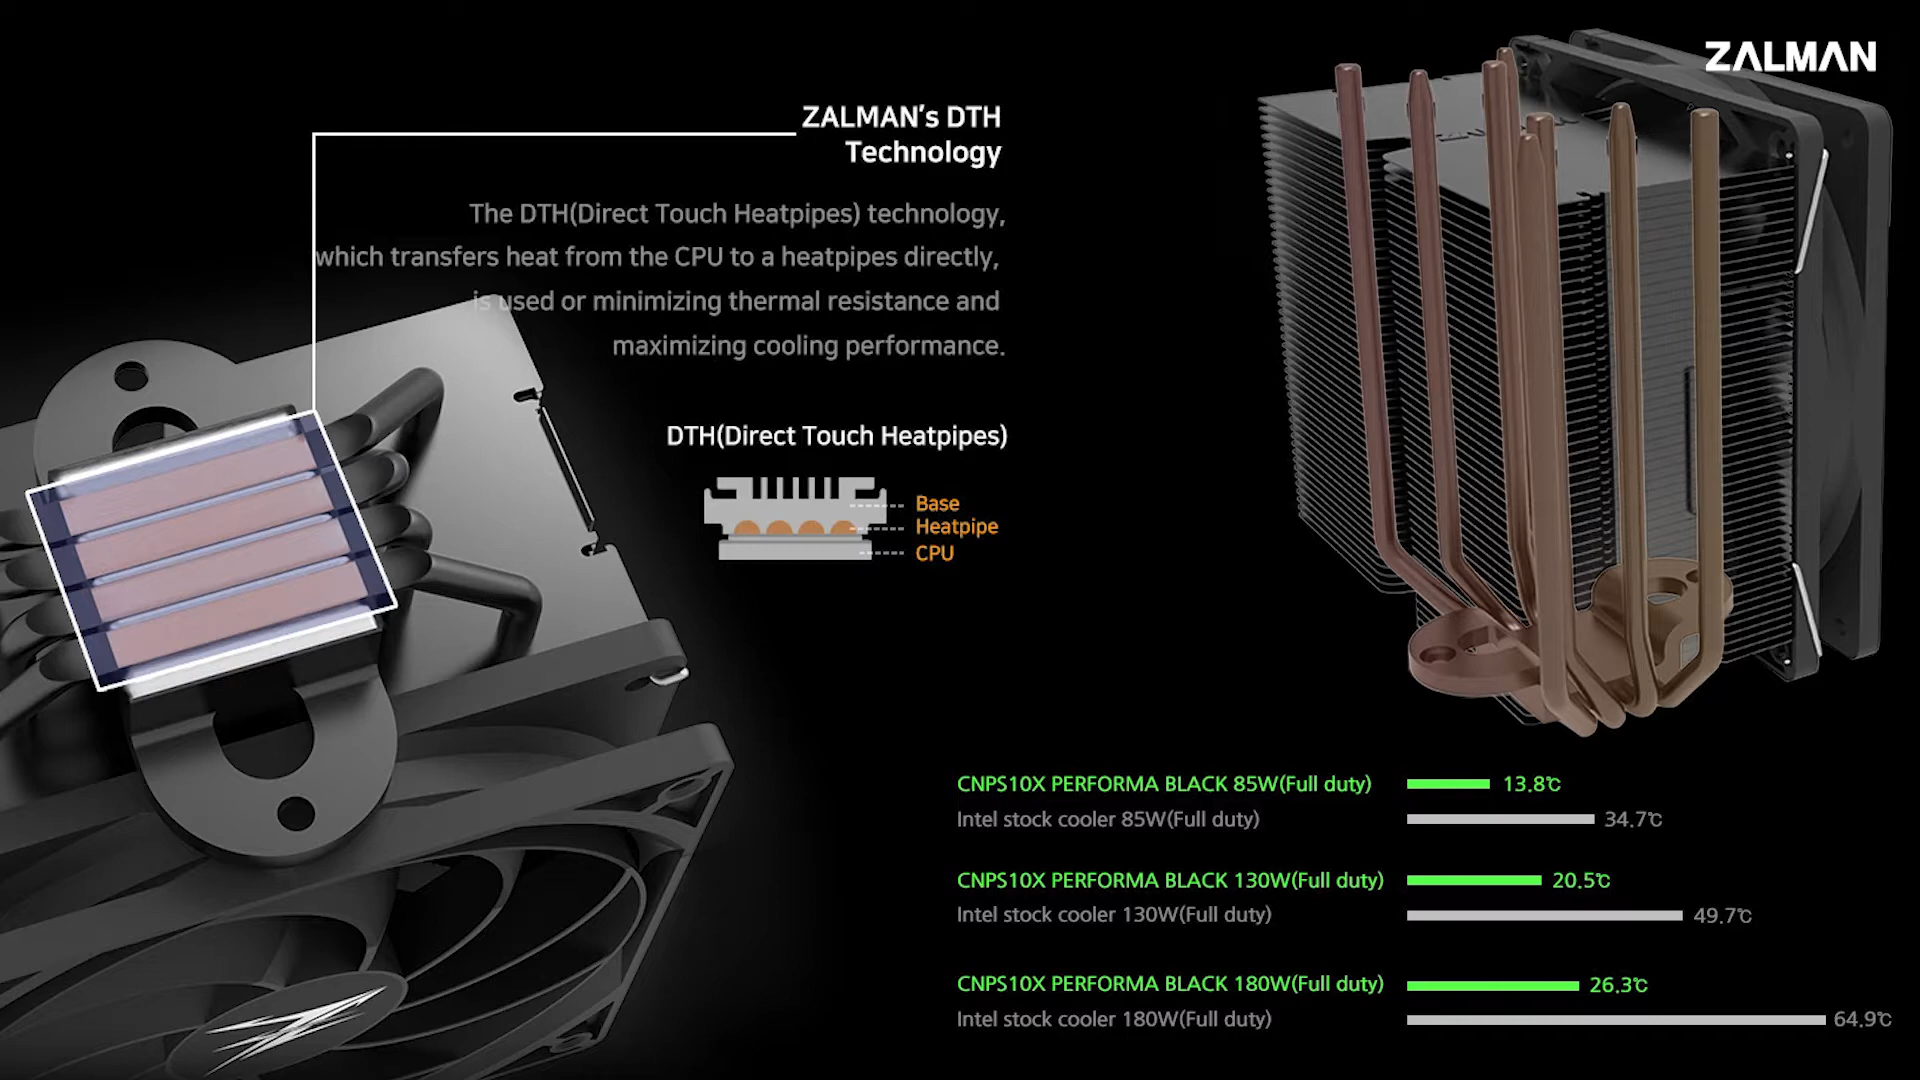 ZALMAN
ZALMAN's DTH
Technology
The DTH(Direct Touch Heatpipes) technology,
which transfers heat from the CPU to a heatpipes directly,
is used or minimizing thermal resistance and
maximizing cooling performance.
DTH(Direct Touch Heatpipes)
Base
Heatpipe
CPU
CNPS10X PERFORMA BLACK 85W(Full duty) 13.8℃
Intel stock cooler 85W(Full duty) 34.7℃
CNPS10X PERFORMA BLACK 130W(Full duty) 20.5℃
Intel stock cooler 130W(Full duty) 49.7℃
CNPS10X PERFORMA BLACK 180W(Full duty) 26.3℃
Intel stock cooler 180W(Full duty) 64.9℃